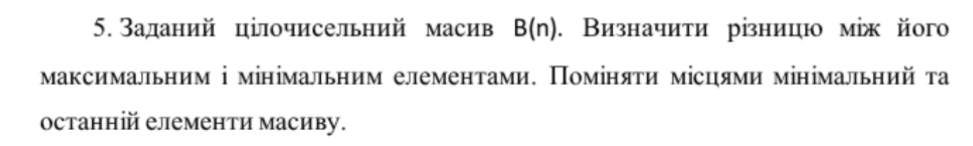 5. Заданий цілочисельний масив B(n). Визначити різницю між його
максимальним і мінімальним елементами. Поміняти місцями мінімальний та
останній елементи масиву.